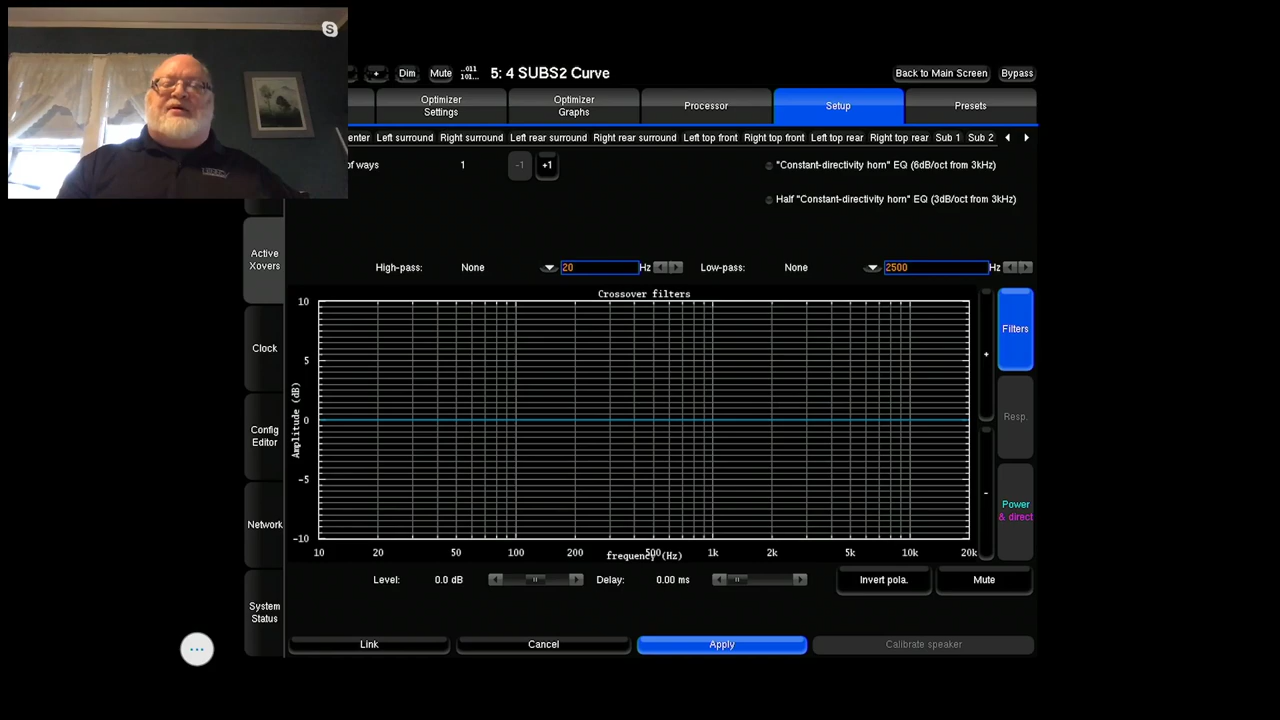 S
+ Dim Mute ..011 101... 5: 4 SUBS2 Curve Back to Main Screen Bypass
Optimizer Settings Optimizer Graphs Processor Setup Presets
enter Left surround Right surround Left rear surround Right rear surround Left top front Right top front Left top rear Right top rear Sub 1 Sub 2
of ways 1 -1 +1 "Constant-directivity horn" EQ (6dB/oct from 3kHz)
Half "Constant-directivity horn" EQ (3dB/oct from 3kHz)
Active Xovers
High-pass: None 20 Hz Low-pass: None 2500 Hz
Crossover filters
10
5
0
-5
-10
Amplitude (dB)
10 20 50 100 200 500 1k 2k 5k 10k 20k
frequency (Hz)
+
-
Filters
Resp.
Power & direct
Clock
Config Editor
Network
System Status
Level: 0.0 dB Delay: 0.00 ms Invert pola. Mute
Link Cancel Apply Calibrate speaker